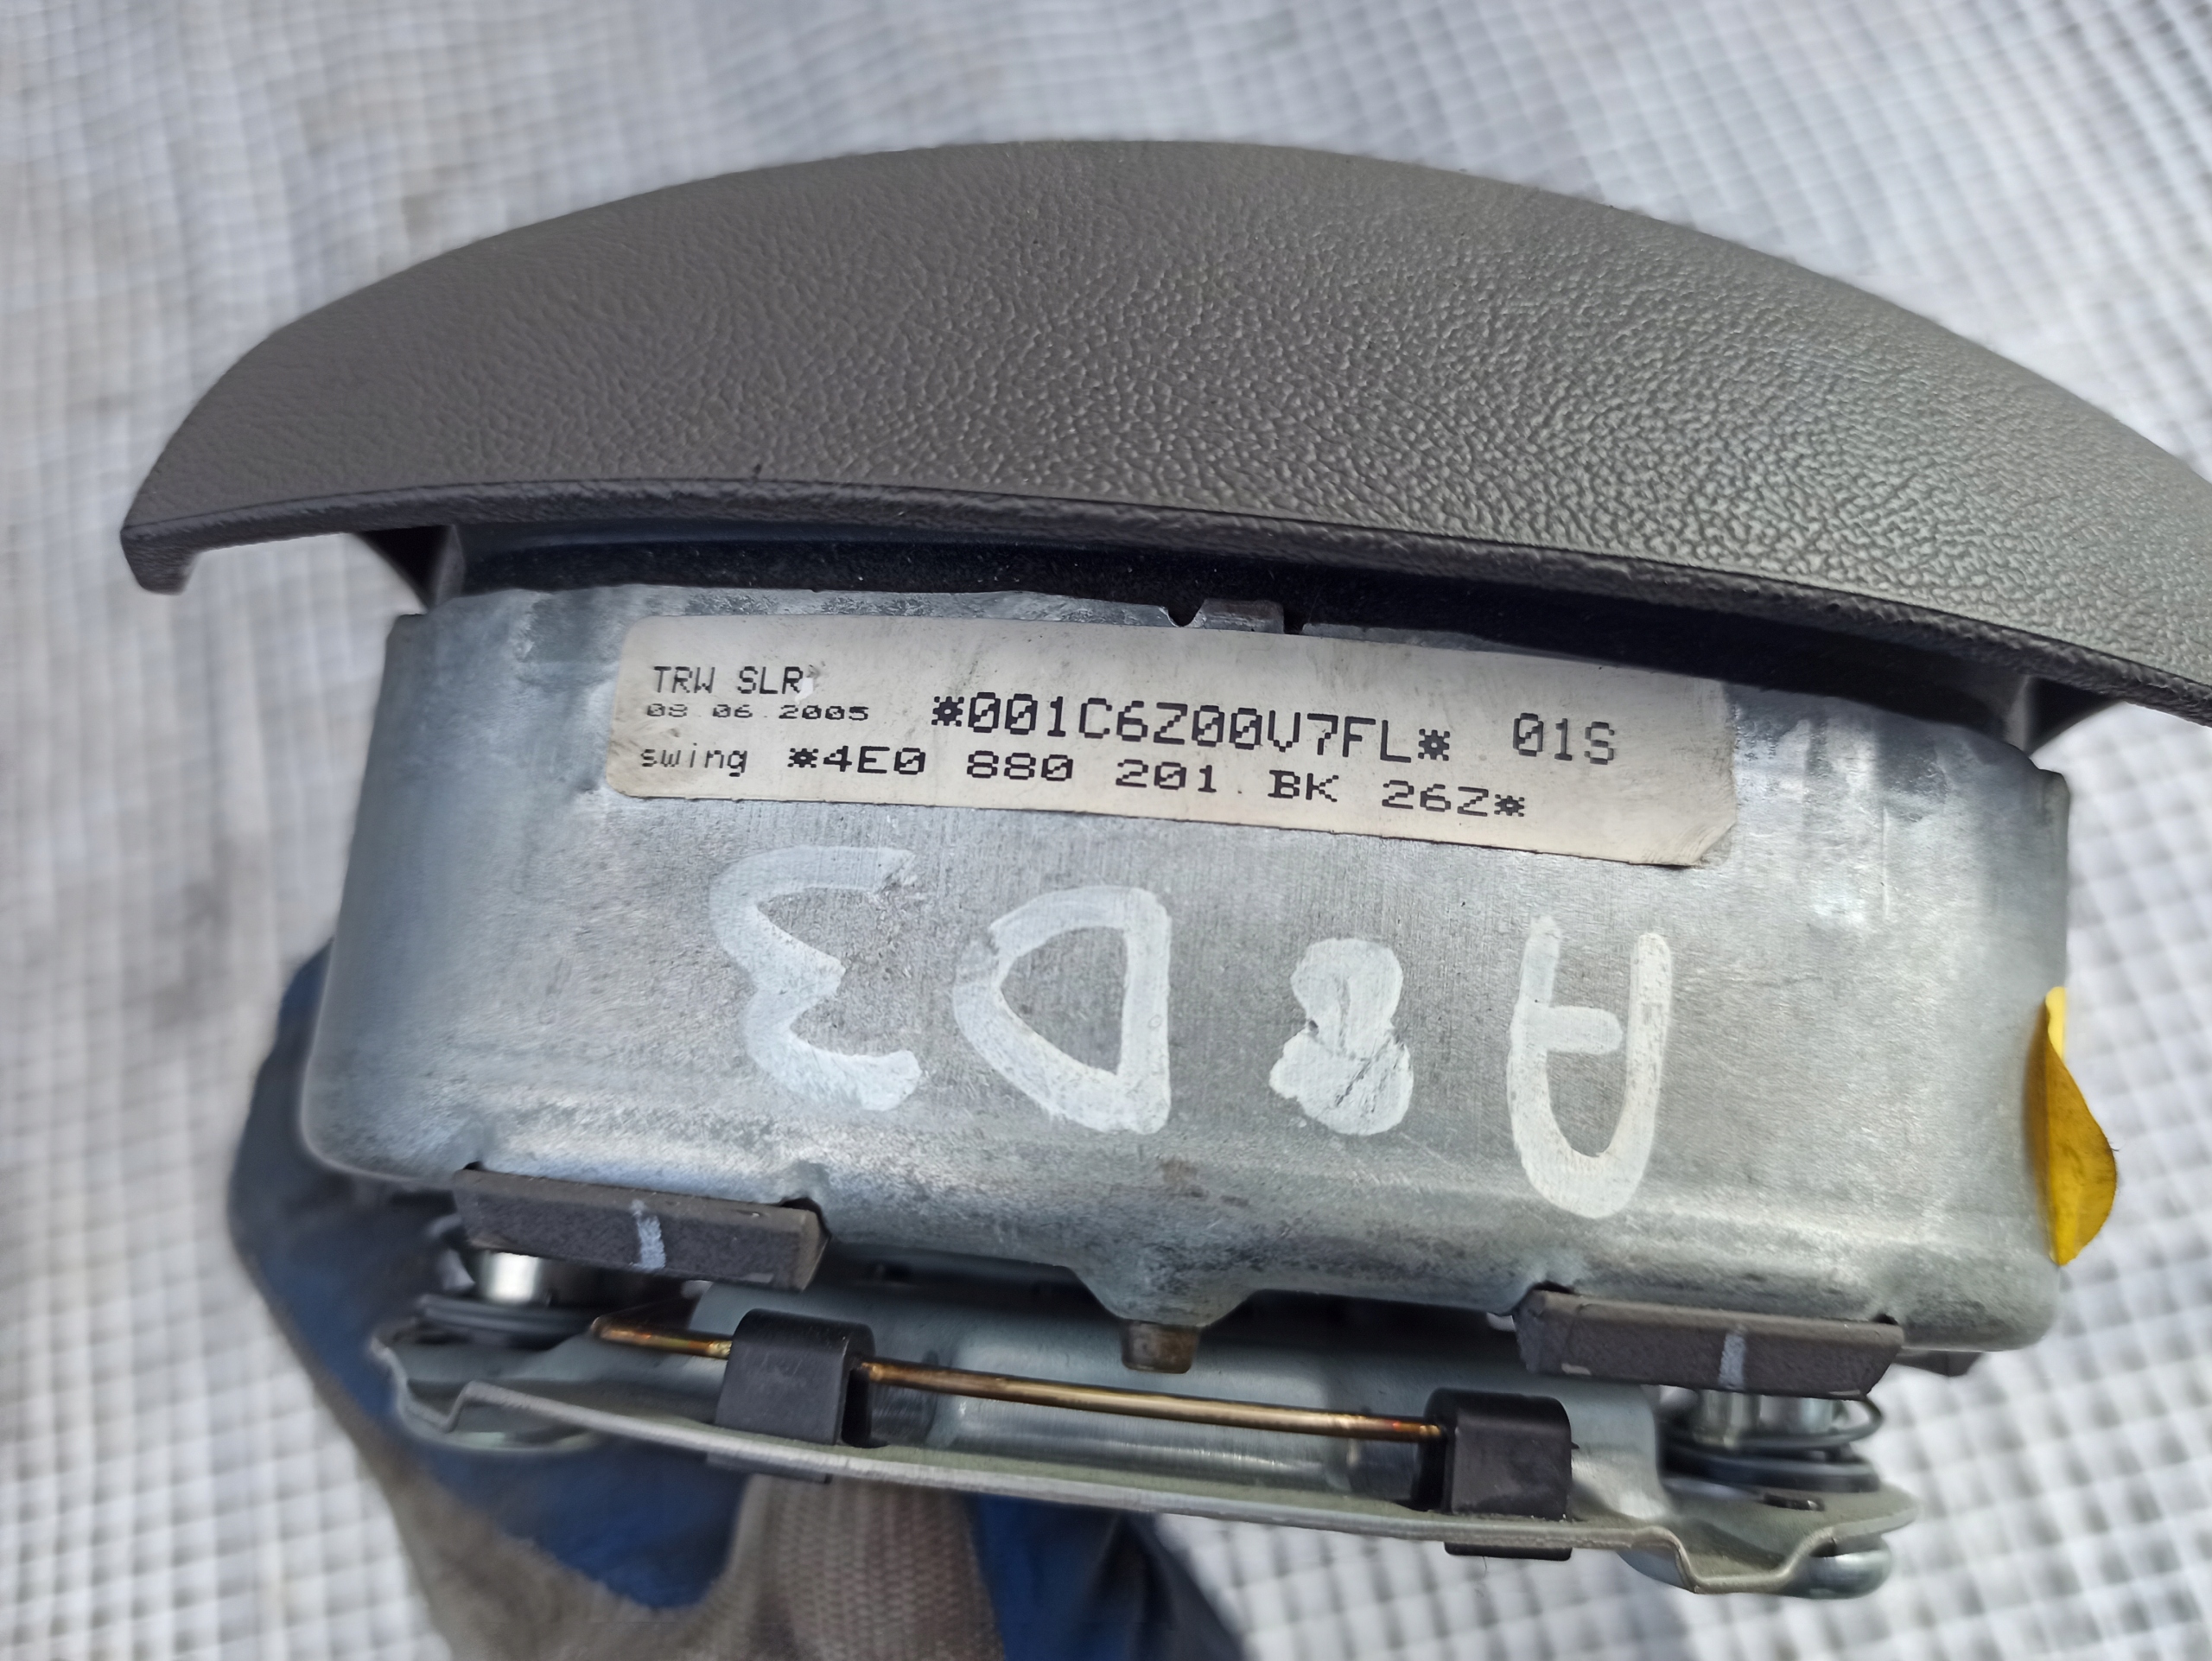 TRW SLR
08.06.2005 *001C6Z00V7FL* 01S
swing *4E0 880 201 BK 26Z*
A8D3